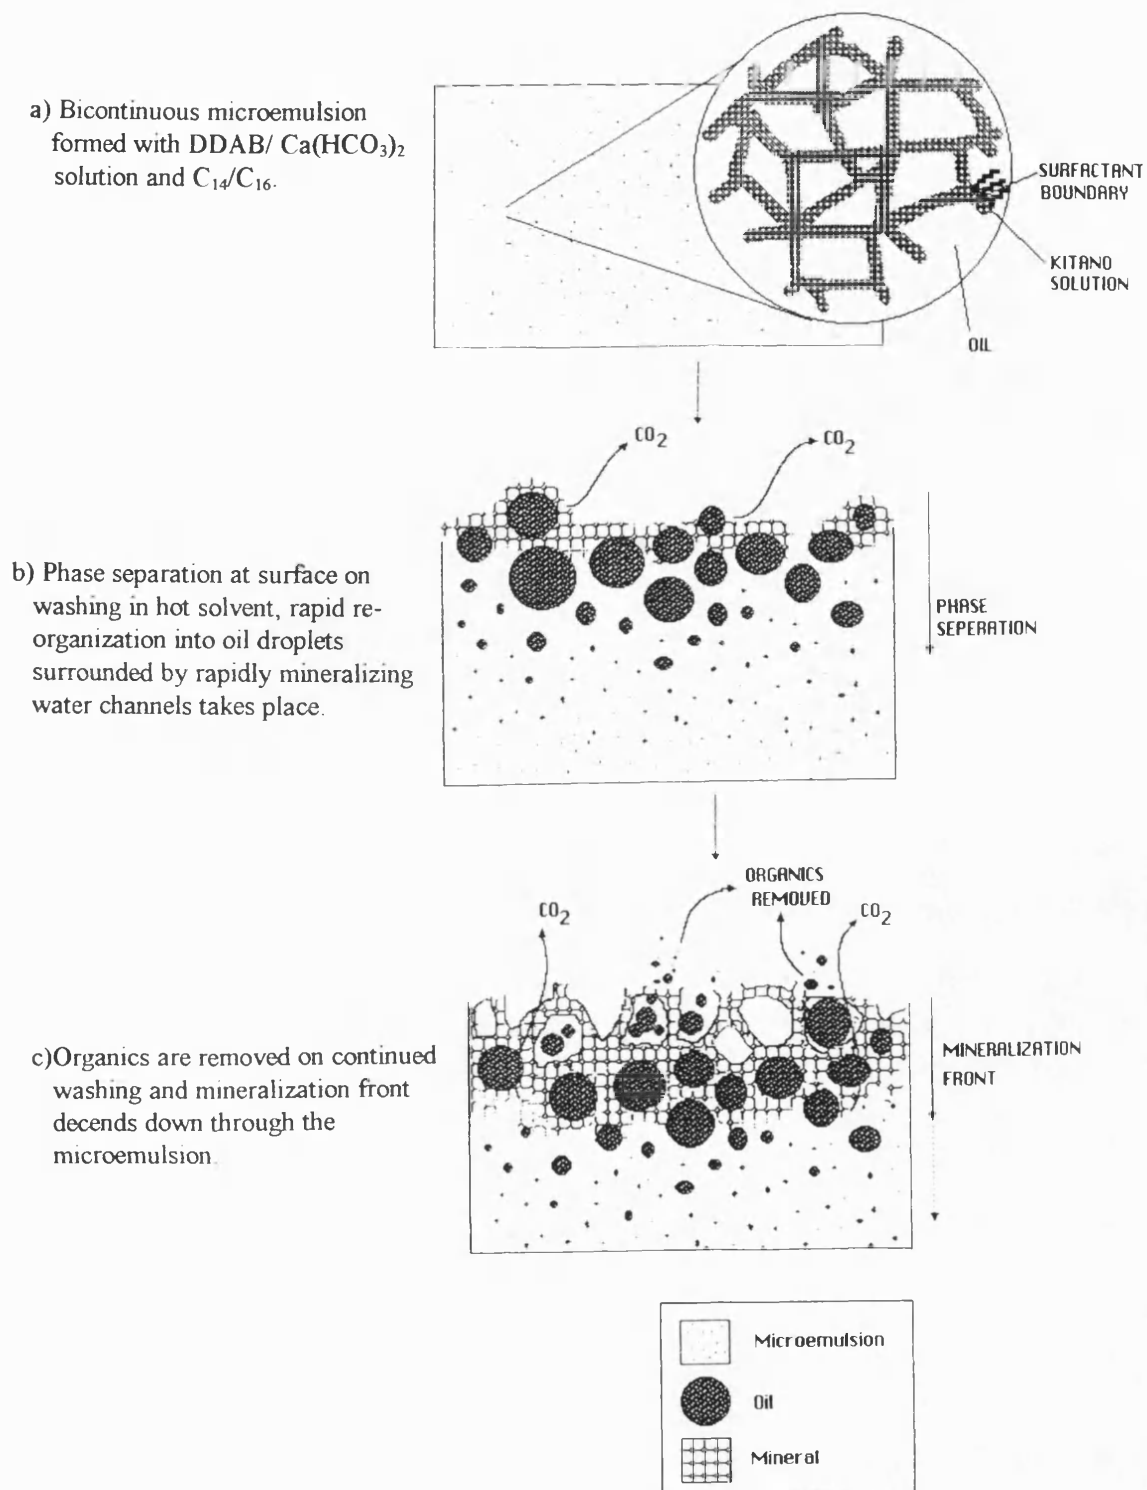 a) Bicontinuous microemulsion
formed with DDAB/ Ca(HCO₃)₂
solution and C₁₄/C₁₆.
SURFACTANT
BOUNDARY
KITANO
SOLUTION
OIL
CO₂
CO₂
b) Phase separation at surface on
washing in hot solvent, rapid re-
organization into oil droplets
surrounded by rapidly mineralizing
water channels takes place.
PHASE
SEPERATION
ORGANICS
REMOVED
CO₂
CO₂
c)Organics are removed on continued
washing and mineralization front
decends down through the
microemulsion
MINERALIZATION
FRONT
Microemulsion
Oil
Mineral